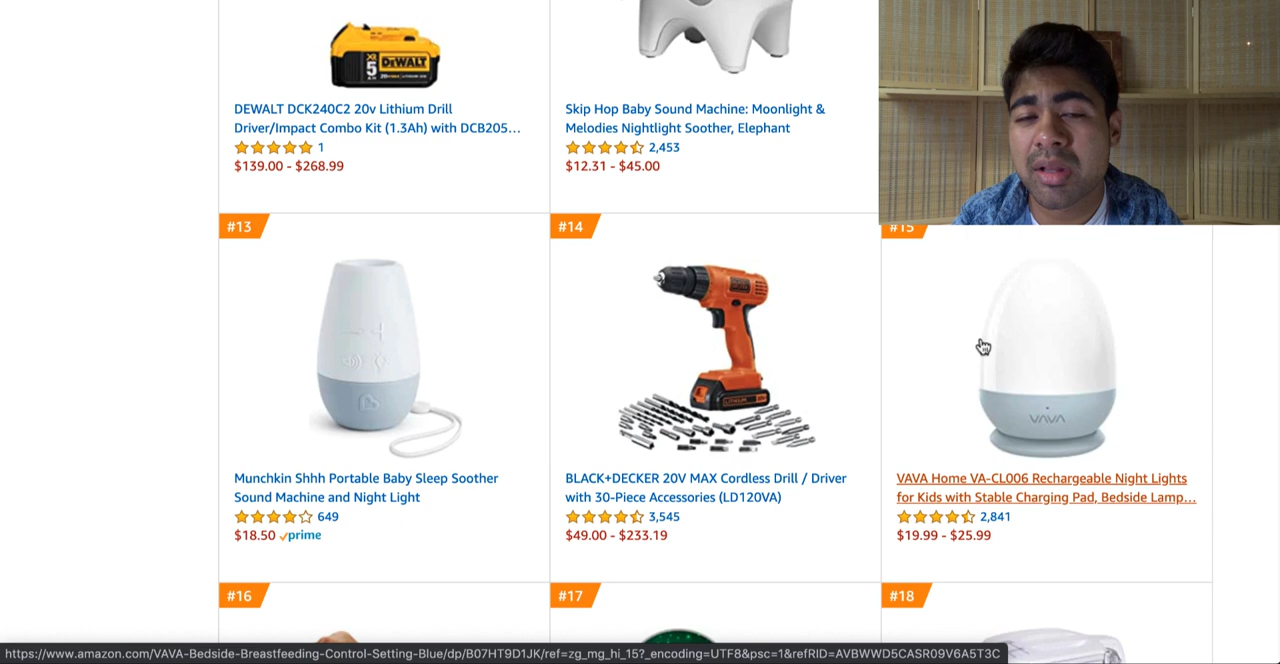 XR
5
DEWALT
DEWALT DCK240C2 20v Lithium Drill
Driver/Impact Combo Kit (1.3Ah) with DCB205…
1
$139.00 - $268.99
Skip Hop Baby Sound Machine: Moonlight &
Melodies Nightlight Soother, Elephant
2,453
$12.31 - $45.00
#13
#14
#15
VAVA
Munchkin Shhh Portable Baby Sleep Soother
Sound Machine and Night Light
649
$18.50 prime
BLACK+DECKER 20V MAX Cordless Drill / Driver
with 30-Piece Accessories (LD120VA)
3,545
$49.00 - $233.19
VAVA Home VA-CL006 Rechargeable Night Lights
for Kids with Stable Charging Pad, Bedside Lamp…
2,841
$19.99 - $25.99
#16
#17
#18
https://www.amazon.com/VAVA-Bedside-Breastfeeding-Control-Setting-Blue/dp/B07HT9D1JK/ref=zg_mg_hi_15?_encoding=UTF8&psc=1&refRID=AVBWWD5CASR09V6A5T3C